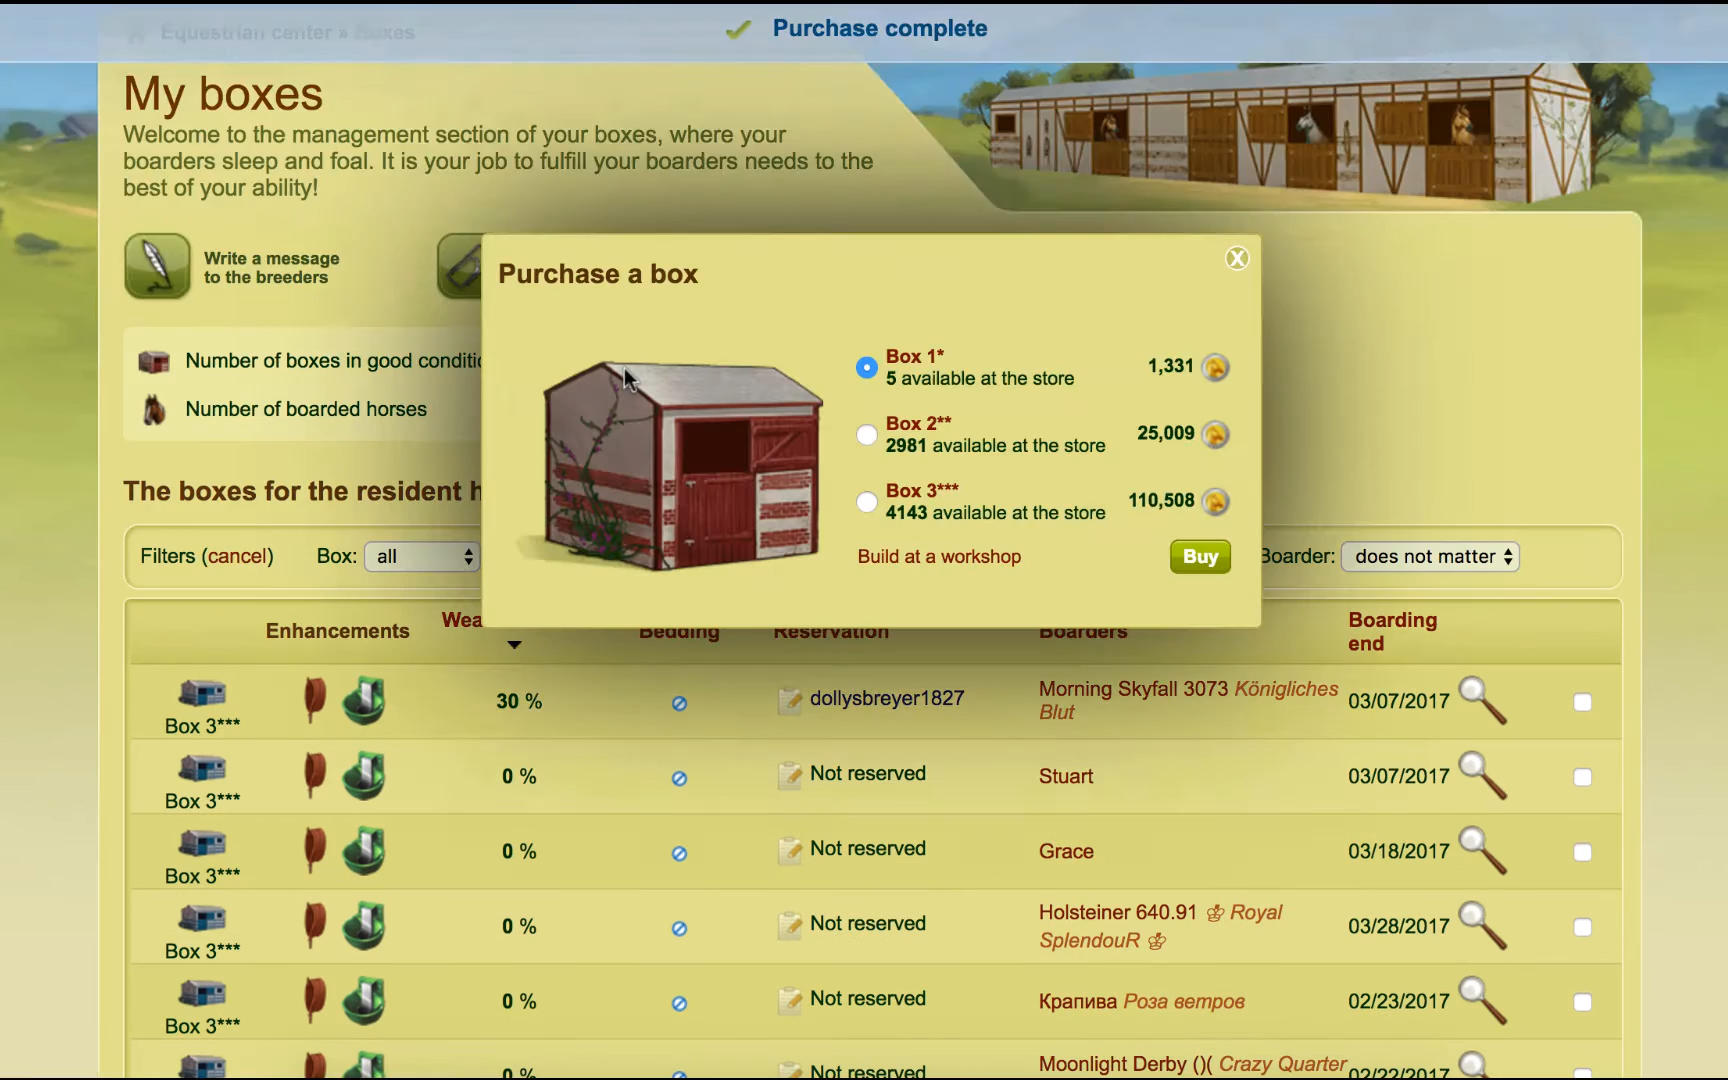 Equestrian center » Boxes
Purchase complete
My boxes
Welcome to the management section of your boxes, where your
boarders sleep and foal. It is your job to fulfill your boarders needs to the
best of your ability!
Write a message
to the breeders
Number of boxes in good conditio
Number of boarded horses
The boxes for the resident h
Purchase a box
X
Box 1*
5 available at the store
1,331
Box 2**
2981 available at the store
25,009
Box 3***
4143 available at the store
110,508
Build at a workshop
Buy
Filters (cancel)
Box: all
Boarder: does not matter
Enhancements
Wea
Bedding
Reservation
Boarders
Boarding
end
Box 3***
30 %
dollysbreyer1827
Morning Skyfall 3073 Königliches
Blut
03/07/2017
Box 3***
0 %
Not reserved
Stuart
03/07/2017
Box 3***
0 %
Not reserved
Grace
03/18/2017
Box 3***
0 %
Not reserved
Holsteiner 640.91 ♔ Royal
SplendouR ♔
03/28/2017
Box 3***
0 %
Not reserved
Крапива Роза ветров
02/23/2017
0 %
Not reserved
Moonlight Derby ()( Crazy Quarter
02/22/2017